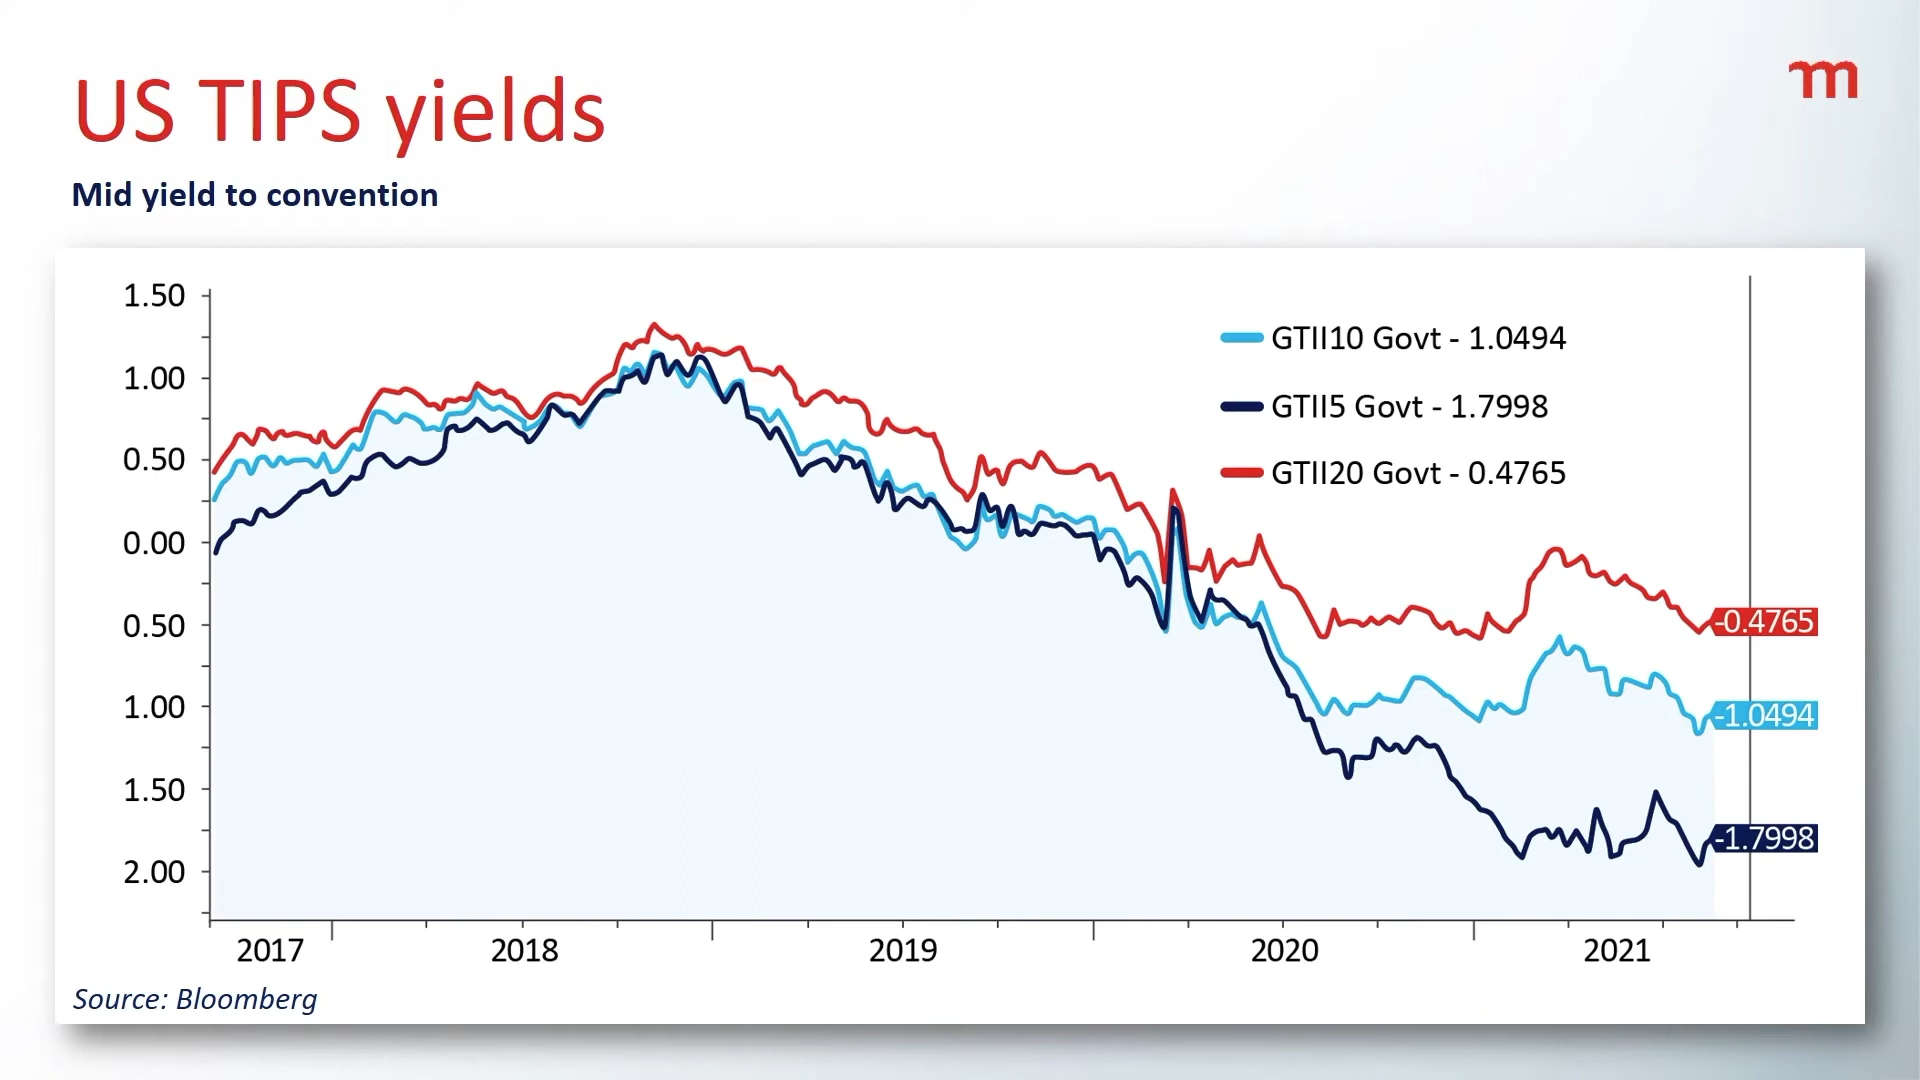 US TIPS yields
m
Mid yield to convention
1.50
1.00
0.50
0.00
0.50
1.00
1.50
2.00
GTII10 Govt - 1.0494
GTII5 Govt - 1.7998
GTII20 Govt - 0.4765
-0.4765
-1.0494
-1.7998
2017 2018 2019 2020 2021
Source: Bloomberg